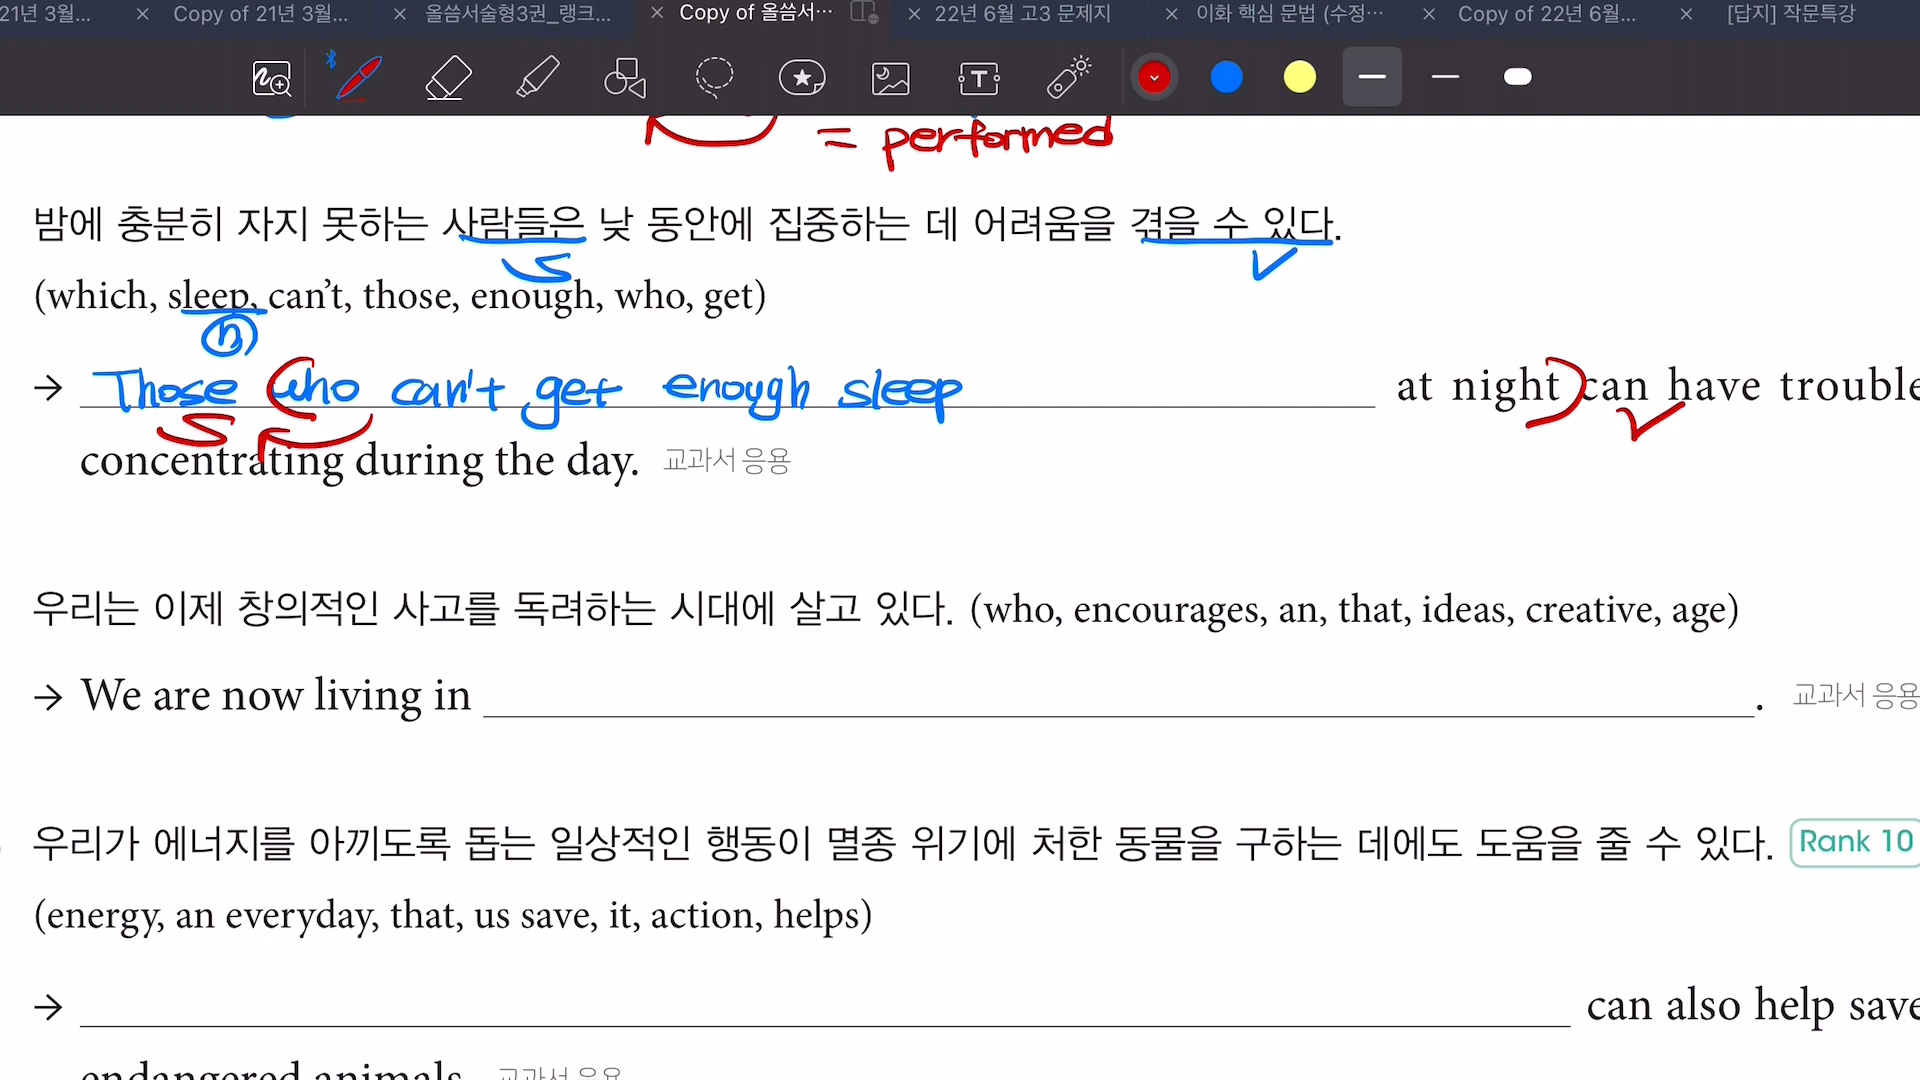 21년 3월... × Copy of 21년 3월... × 올씀서술형3권_랭크... × Copy of 올씀서... × 22년 6월 고3 문제지 × 이화 핵심 문법 (수정... × Copy of 22년 6월... × [답지] 작문특강
= performed
밤에 충분히 자지 못하는 사람들은 낮 동안에 집중하는 데 어려움을 겪을 수 있다.
S V
(which, sleep, can't, those, enough, who, get)
n
→ Those who can't get enough sleep at night can have trouble
S V
concentrating during the day. 교과서 응용
우리는 이제 창의적인 사고를 독려하는 시대에 살고 있다. (who, encourages, an, that, ideas, creative, age)
→ We are now living in . 교과서 응용
우리가 에너지를 아끼도록 돕는 일상적인 행동이 멸종 위기에 처한 동물을 구하는 데에도 도움을 줄 수 있다. Rank 10
(energy, an everyday, that, us save, it, action, helps)
→ can also help save
endangered animals. 교과서 응용